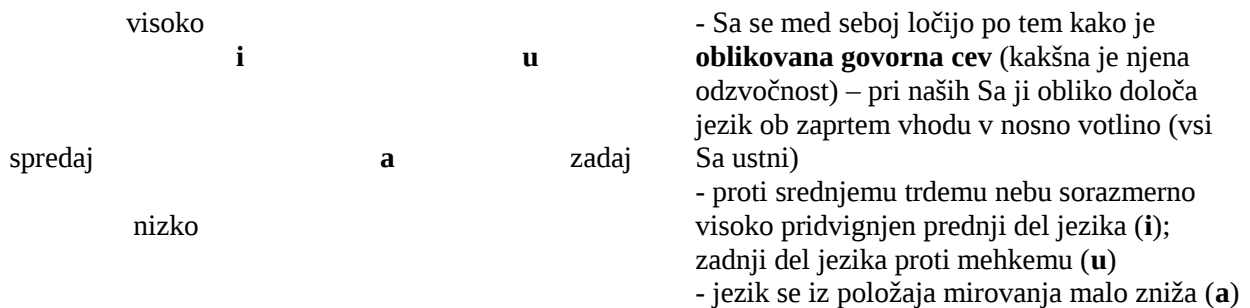 visoko
i u
spredaj a zadaj
nizko
- Sa se med seboj ločijo po tem kako je
oblikovana govorna cev (kakšna je njena
odzvočnost) – pri naših Sa ji obliko določa
jezik ob zaprtem vhodu v nosno votlino (vsi
Sa ustni)
- proti srednjemu trdemu nebu sorazmerno
visoko pridvignjen prednji del jezika (i);
zadnji del jezika proti mehkemu (u)
- jezik se iz položaja mirovanja malo zniža (a)